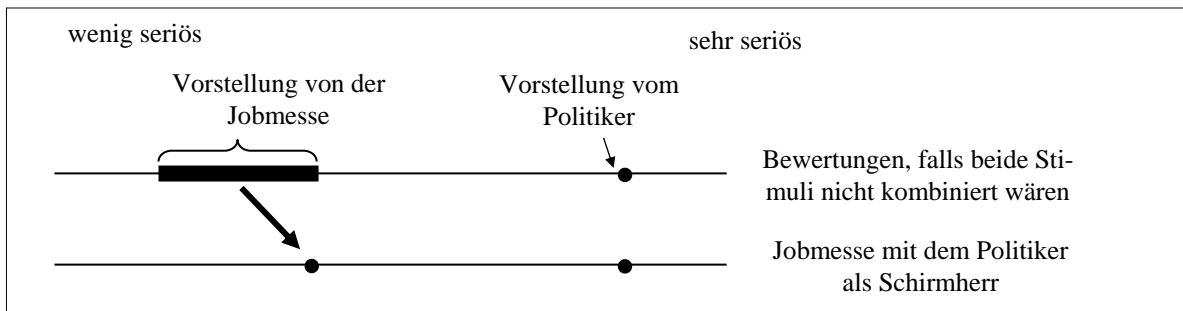 wenig seriös
sehr seriös
Vorstellung von der
Jobmesse
Vorstellung vom
Politiker
Bewertungen, falls beide Sti-
muli nicht kombiniert wären
Jobmesse mit dem Politiker
als Schirmherr